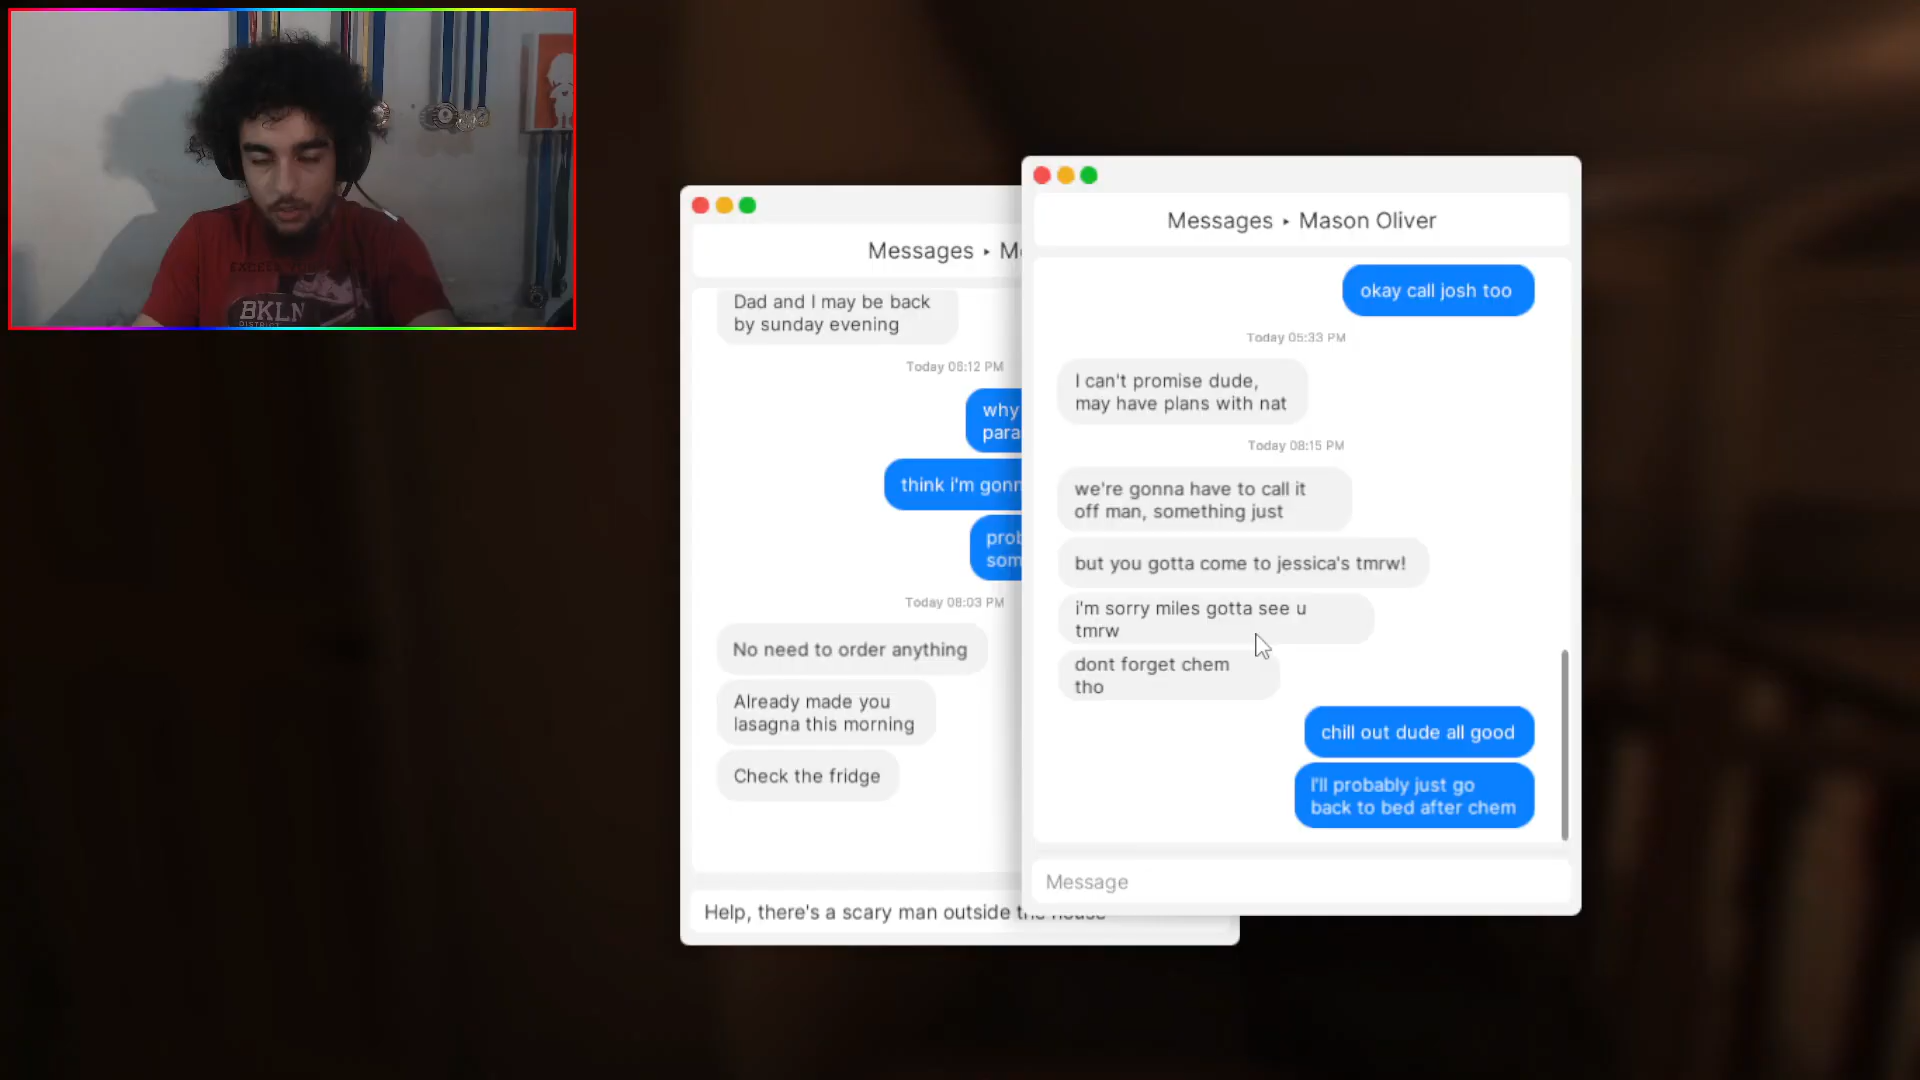 BKLN
DISTRICT
Messages ▸
Dad and I may be back
by sunday evening
Today 06:12 PM
why
think i'm
Today 08:03 PM
No need to order anything
Already made you
lasagna this morning
Check the fridge
Help, there's a scary man outside the house
Messages ▸ Mason Oliver
okay call josh too
Today 05:33 PM
I can't promise dude,
may have plans with nat
Today 08:15 PM
we're gonna have to call it
off man, something just
but you gotta come to jessica's tmrw!
i'm sorry miles gotta see u
tmrw
dont forget chem
tho
chill out dude all good
I'll probably just go
back to bed after chem
Message